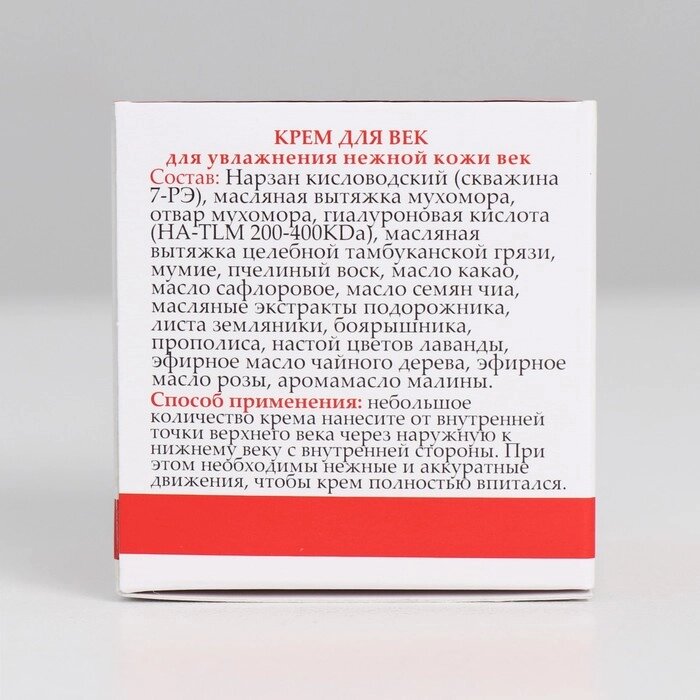 КРЕМ ДЛЯ ВЕК
для увлажнения нежной кожи век
Состав: Нарзан кисловодский (скважина
7-РЭ), масляная вытяжка мухомора,
отвар мухомора, гиалуроновая кислота
(HA-TLM 200-400KDa), масляная
вытяжка целебной тамбуканской грязи,
мумие, пчелиный воск, масло какао,
масло сафлоровое, масло семян чиа,
масляные экстракты подорожника,
листа земляники, боярышника,
прополиса, настой цветов лаванды,
эфирное масло чайного дерева, эфирное
масло розы, аромамасло малины.
Способ применения: небольшое
количество крема нанесите от внутренней
точки верхнего века через наружную к
нижнему веку с внутренней стороны. При
этом необходимы нежные и аккуратные
движения, чтобы крем полностью впитался.